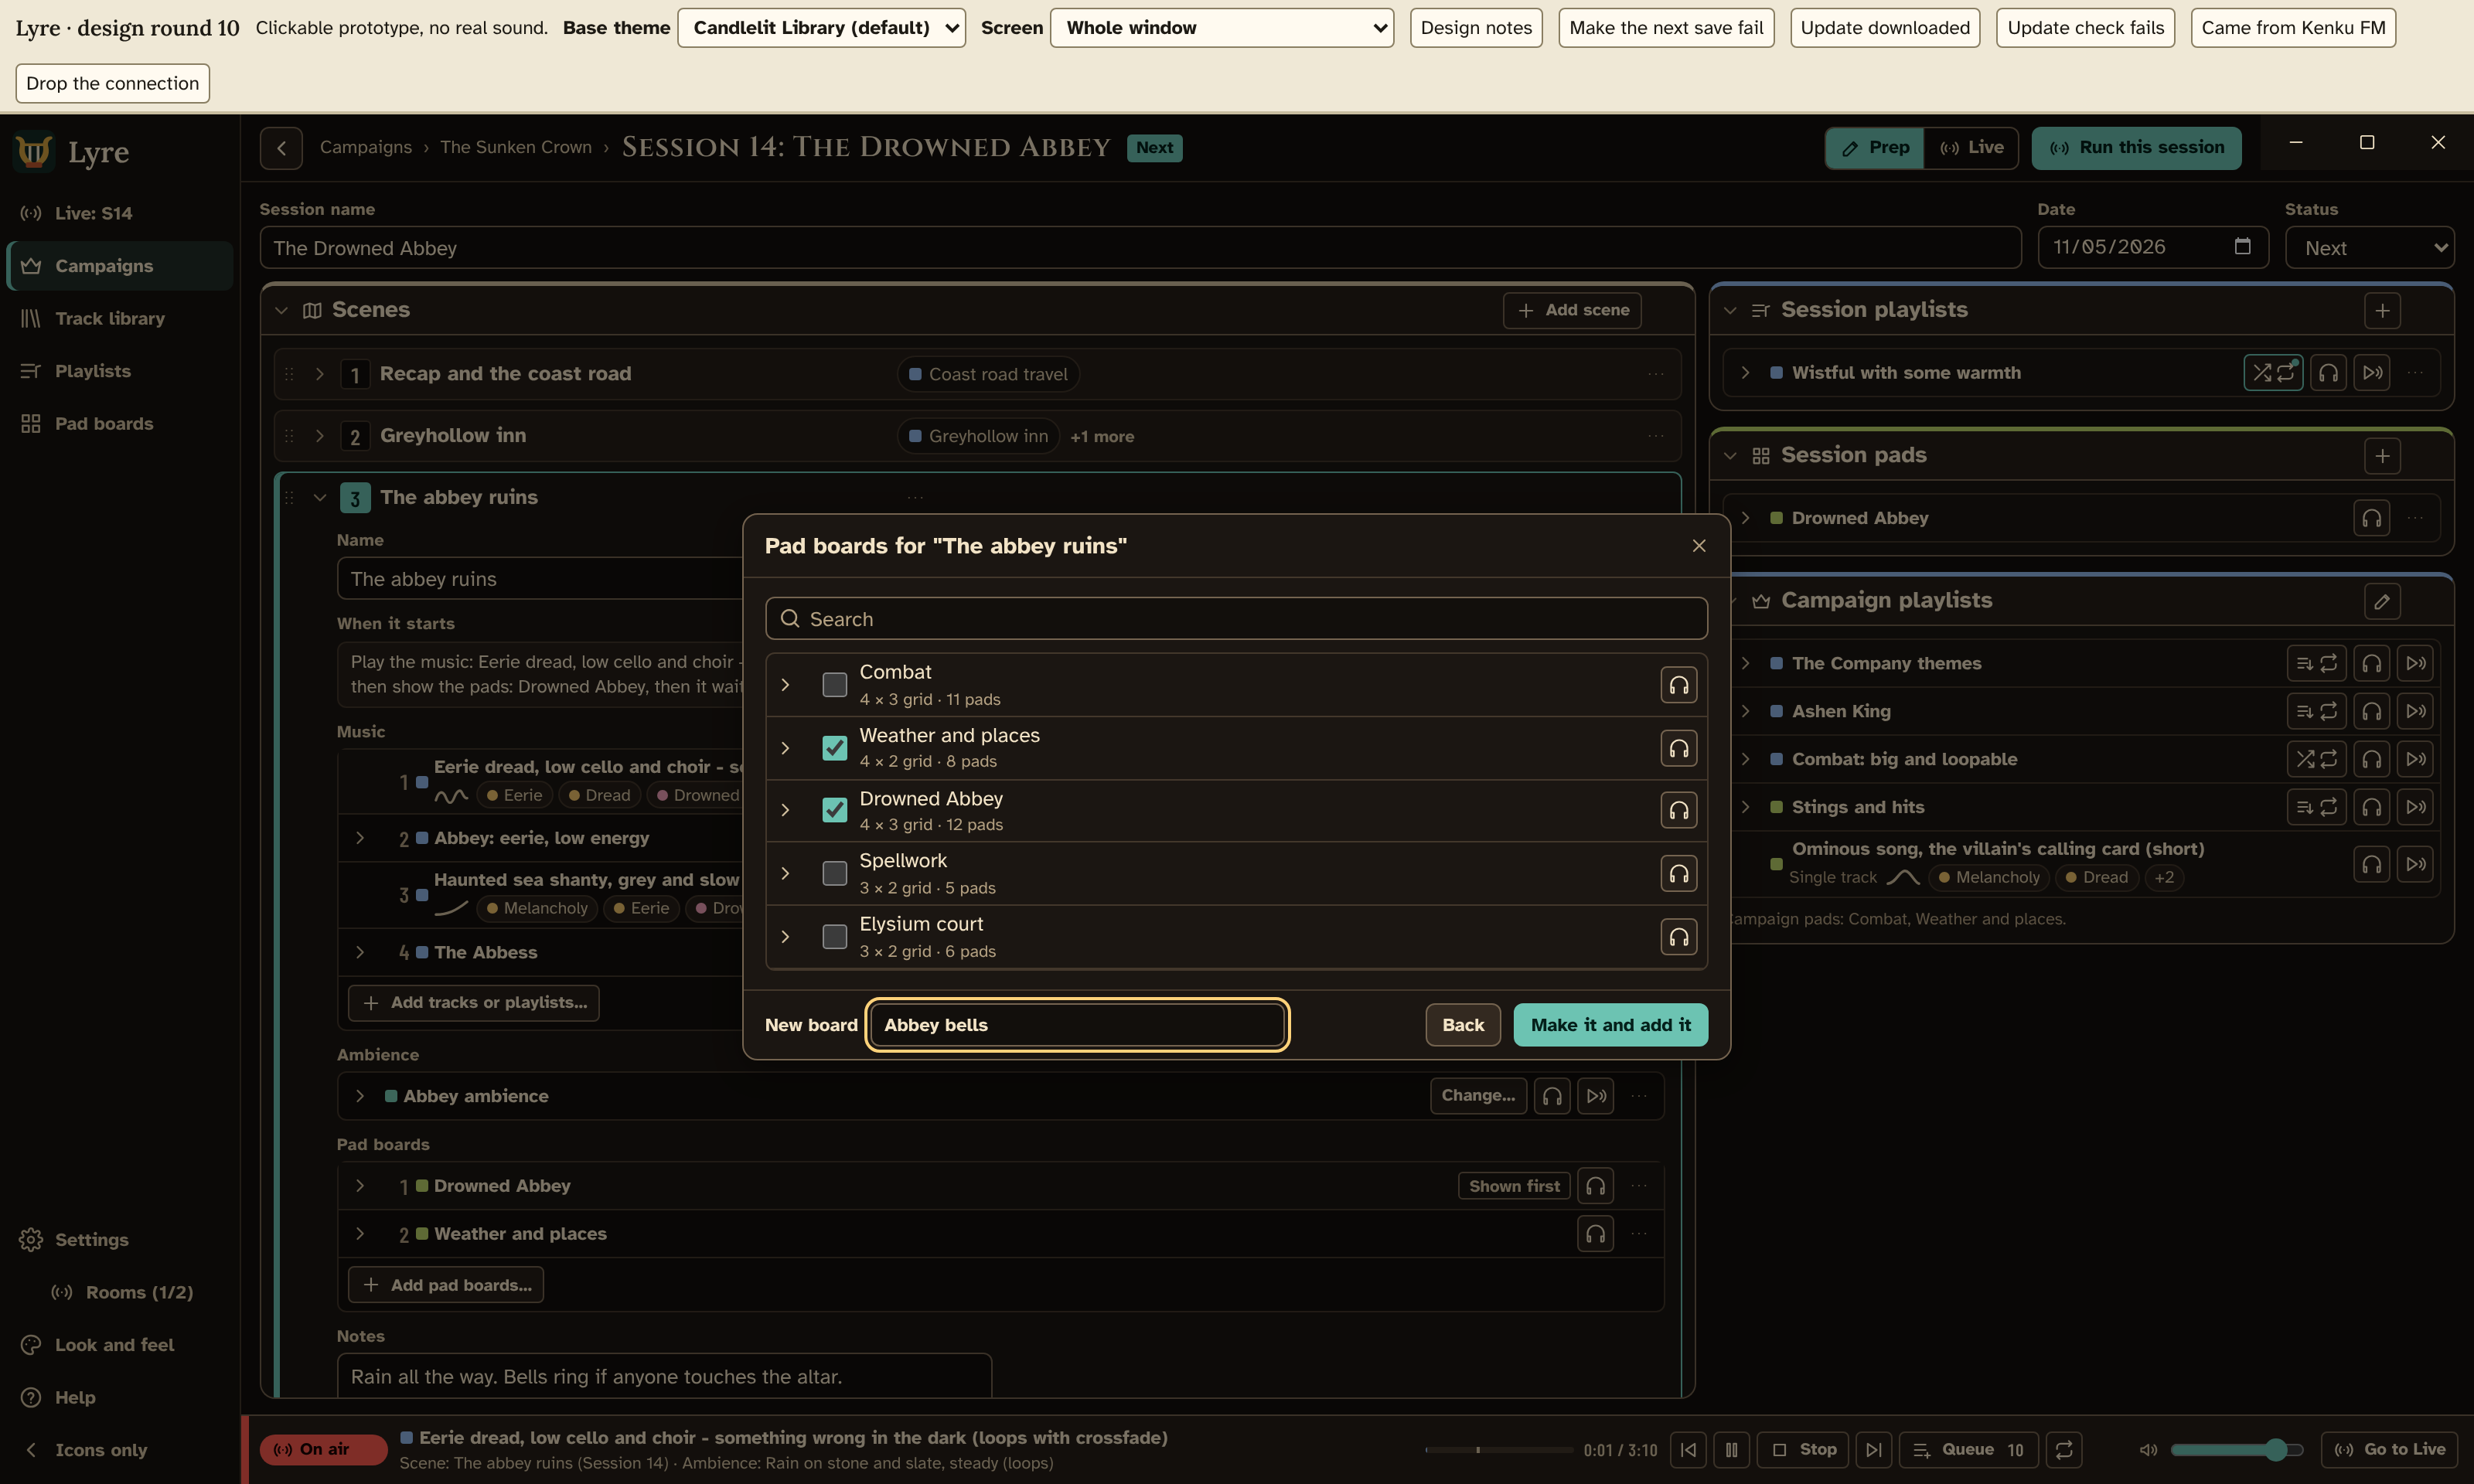 Lyre · design round 10
Clickable prototype, no real sound.
Base theme
Candlelit Library (default)
Screen
Whole window
Design notes
Make the next save fail
Update downloaded
Update check fails
Came from Kenku FM
Drop the connection
Lyre
Campaigns › The Sunken Crown › Session 14: The Drowned Abbey
Next
Prep
Live
Run this session
Live: S14
Campaigns
Track library
Playlists
Pad boards
Session name
The Drowned Abbey
Date
11/05/2026
Status
Next
Scenes
Add scene
1 Recap and the coast road
Coast road travel
2 Greyhollow inn
Greyhollow inn
+1 more
3 The abbey ruins
Name
The abbey ruins
When it starts
Play the music: Eerie dread, low cello and choir -
then show the pads: Drowned Abbey, then it wait
Music
1 Eerie dread, low cello and choir - s
Eerie
Dread
Drowned
2 Abbey: eerie, low energy
3 Haunted sea shanty, grey and slow
Melancholy
Eerie
Dro
4 The Abbess
Add tracks or playlists...
Ambience
Abbey ambience
Change...
Pad boards
1 Drowned Abbey
Shown first
2 Weather and places
Add pad boards...
Notes
Rain all the way. Bells ring if anyone touches the altar.
Session playlists
Wistful with some warmth
Session pads
Drowned Abbey
Campaign playlists
The Company themes
Ashen King
Combat: big and loopable
Stings and hits
Ominous song, the villain's calling card (short)
Single track
Melancholy
Dread
+2
Campaign pads: Combat, Weather and places.
Pad boards for "The abbey ruins"
Search
Combat
4 × 3 grid · 11 pads
Weather and places
4 × 2 grid · 8 pads
Drowned Abbey
4 × 3 grid · 12 pads
Spellwork
3 × 2 grid · 5 pads
Elysium court
3 × 2 grid · 6 pads
New board
Abbey bells
Back
Make it and add it
Settings
Rooms (1/2)
Look and feel
Help
Icons only
On air
Eerie dread, low cello and choir - something wrong in the dark (loops with crossfade)
Scene: The abbey ruins (Session 14) · Ambience: Rain on stone and slate, steady (loops)
0:01 / 3:10
Stop
Queue 10
Go to Live